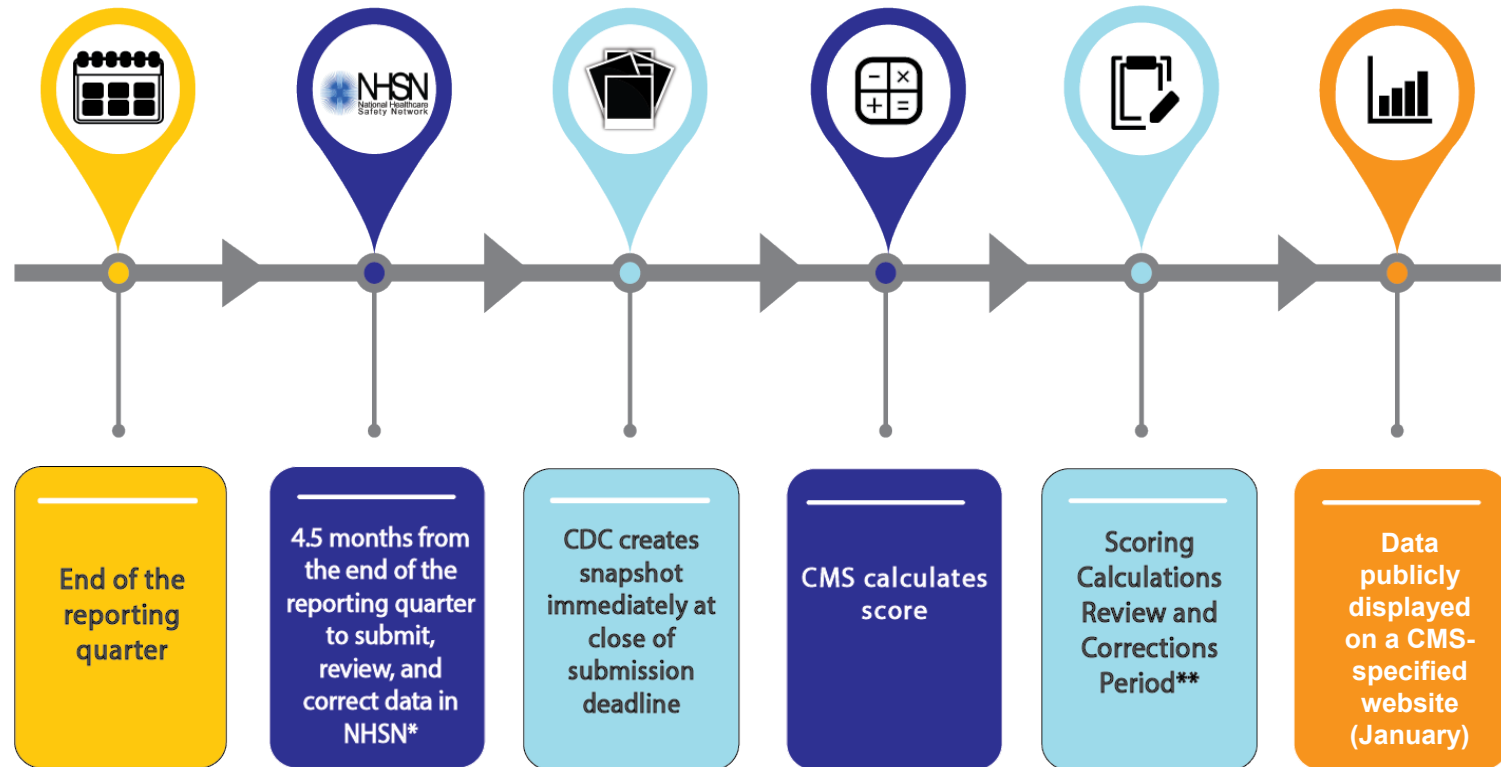 NHSN
National Healthcare
Safety Network
End of the
reporting
quarter
4.5 months from
the end of the
reporting quarter
to submit,
review, and
correct data in
NHSN*
CDC creates
snapshot
immediately at
close of
submission
deadline
CMS calculates
score
Scoring
Calculations
Review and
Corrections
Period**
Data
publicly
displayed
on a CMS-
specified
website
(January)